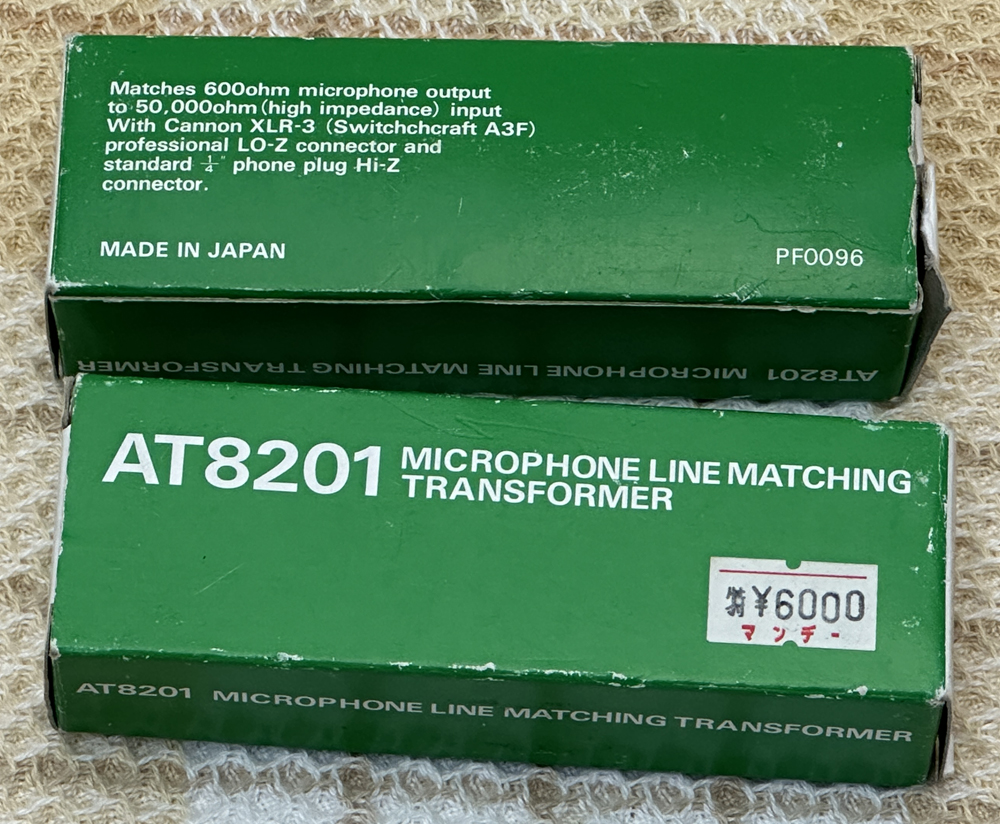 Matches 600ohm microphone output
to 50,000ohm (high impedance) input
With Cannon XLR-3 (Switchchcraft A3F)
professional LO-Z connector and
standard 1/4" phone plug Hi-Z
connector.
MADE IN JAPAN
PF0096
AT8201 MICROPHONE LINE MATCHING TRANSFORMER
AT8201 MICROPHONE LINE MATCHING
TRANSFORMER
特¥6000
マンチー
AT8201 MICROPHONE LINE MATCHING TRANSFORMER